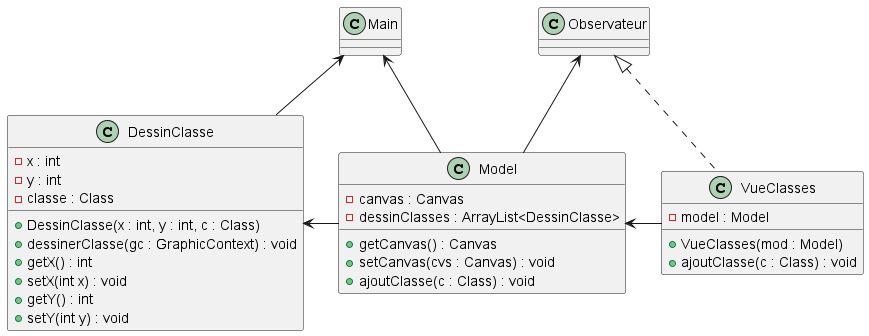 C Main
C Observateur
C DessinClasse
x : int
y : int
classe : Class
DessinClasse(x : int, y : int, c : Class)
dessinerClasse(gc : GraphicContext) : void
getX() : int
setX(int x) : void
getY() : int
setY(int y) : void
C Model
canvas : Canvas
dessinClasses : ArrayList<DessinClasse>
getCanvas() : Canvas
setCanvas(cvs : Canvas) : void
ajoutClasse(c : Class) : void
C VueClasses
model : Model
VueClasses(mod : Model)
ajoutClasse(c : Class) : void